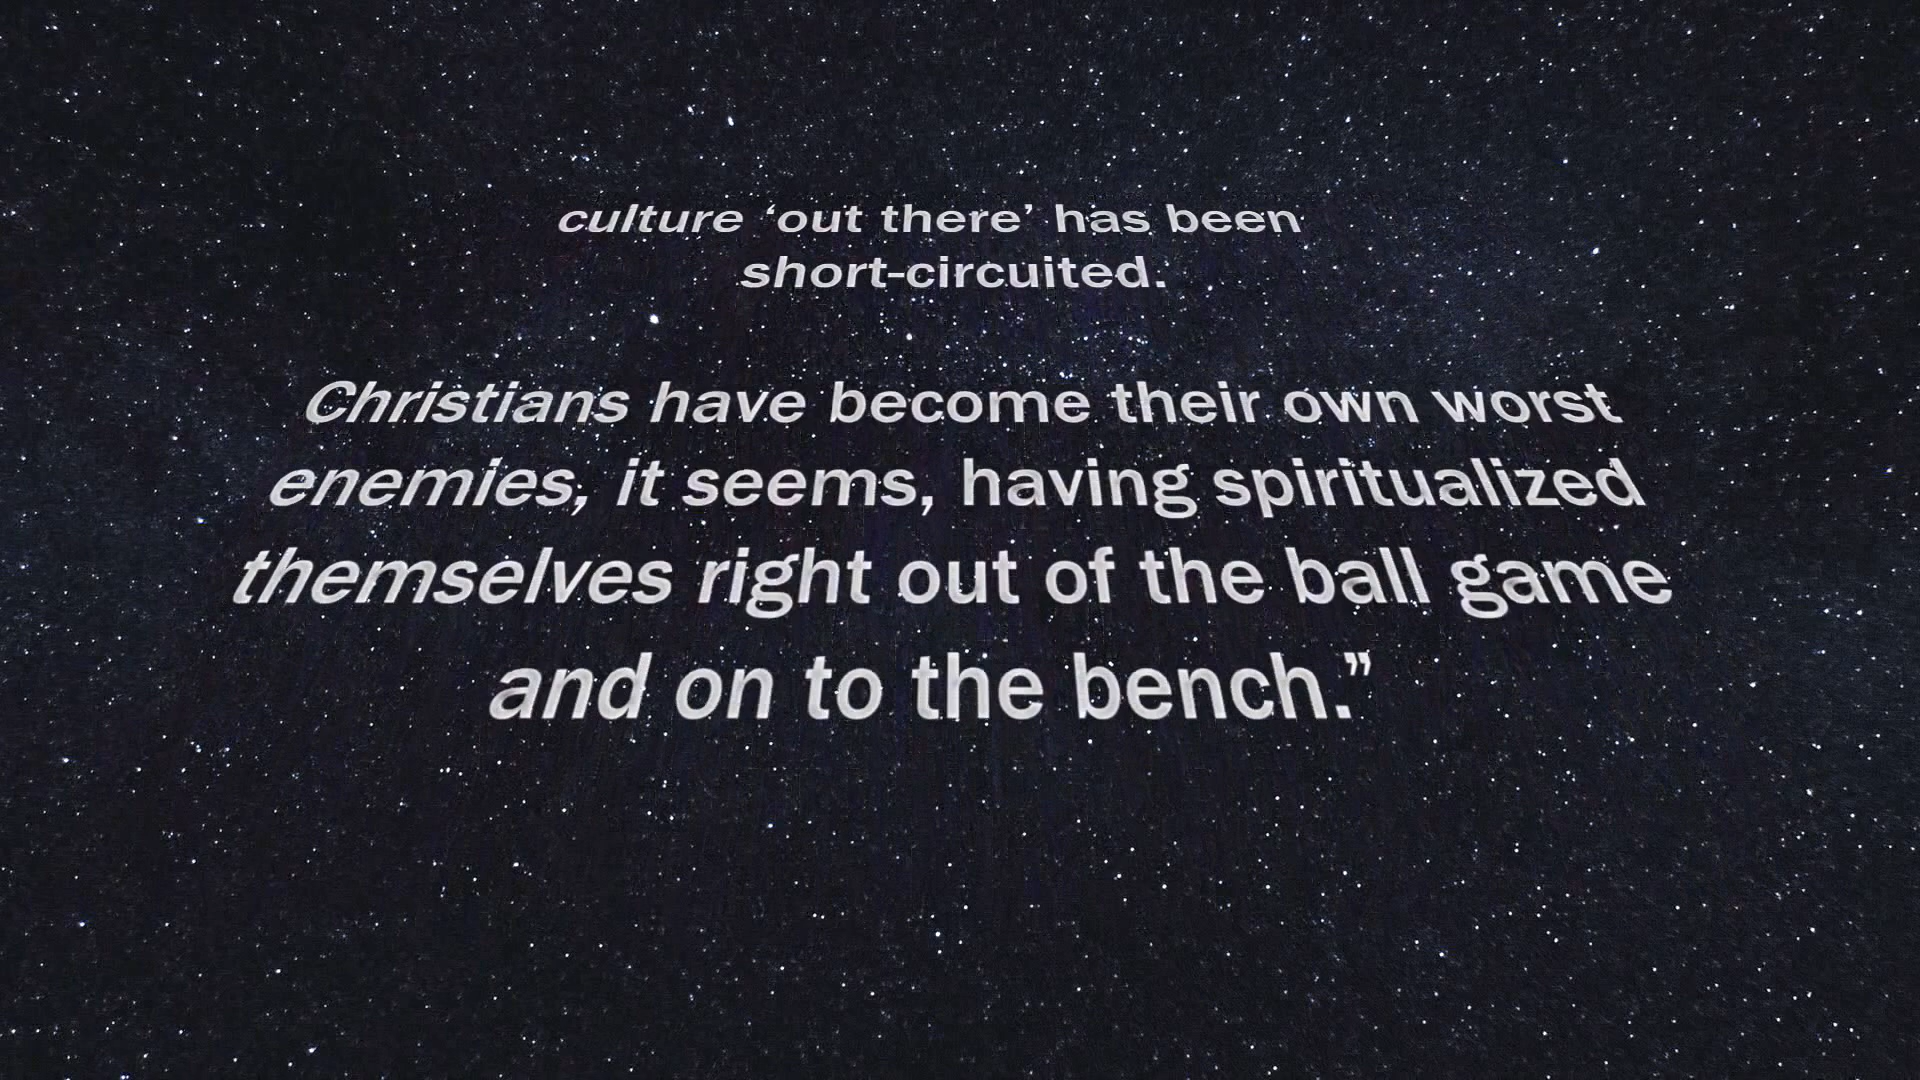 culture ‘out there’ has been
short-circuited.
Christians have become their own worst
enemies, it seems, having spiritualized
themselves right out of the ball game
and on to the bench.”